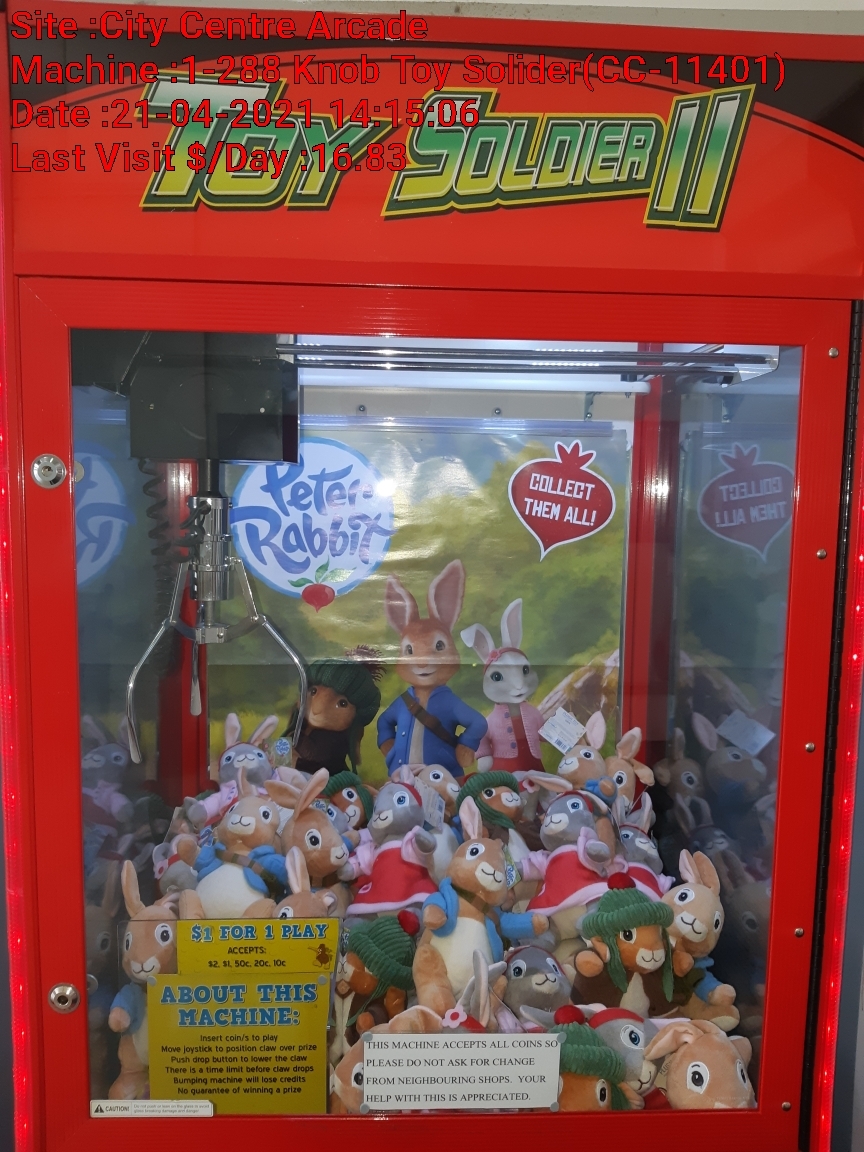 Site :City Centre Arcade
Machine :1-288 Knob Toy Solider(CC-11401)
Date :21-04-2021 14:15:06
Last Visit $/Day :16.83
TOY SOLDIER II
Peter
Rabbit
COLLECT
THEM ALL!
COLLECT
THEM ALL!
$1 FOR 1 PLAY
ACCEPTS:
$2, $1, 50c, 20c, 10c
ABOUT THIS
MACHINE:
Insert coin/s to play
Move joystick to position claw over prize
Push drop button to lower the claw
There is a time limit before claw drops
Bumping machine will lose credits
No guarantee of winning a prize
THIS MACHINE ACCEPTS ALL COINS SO
PLEASE DO NOT ASK FOR CHANGE
FROM NEIGHBOURING SHOPS. YOUR
HELP WITH THIS IS APPRECIATED.
CAUTION!